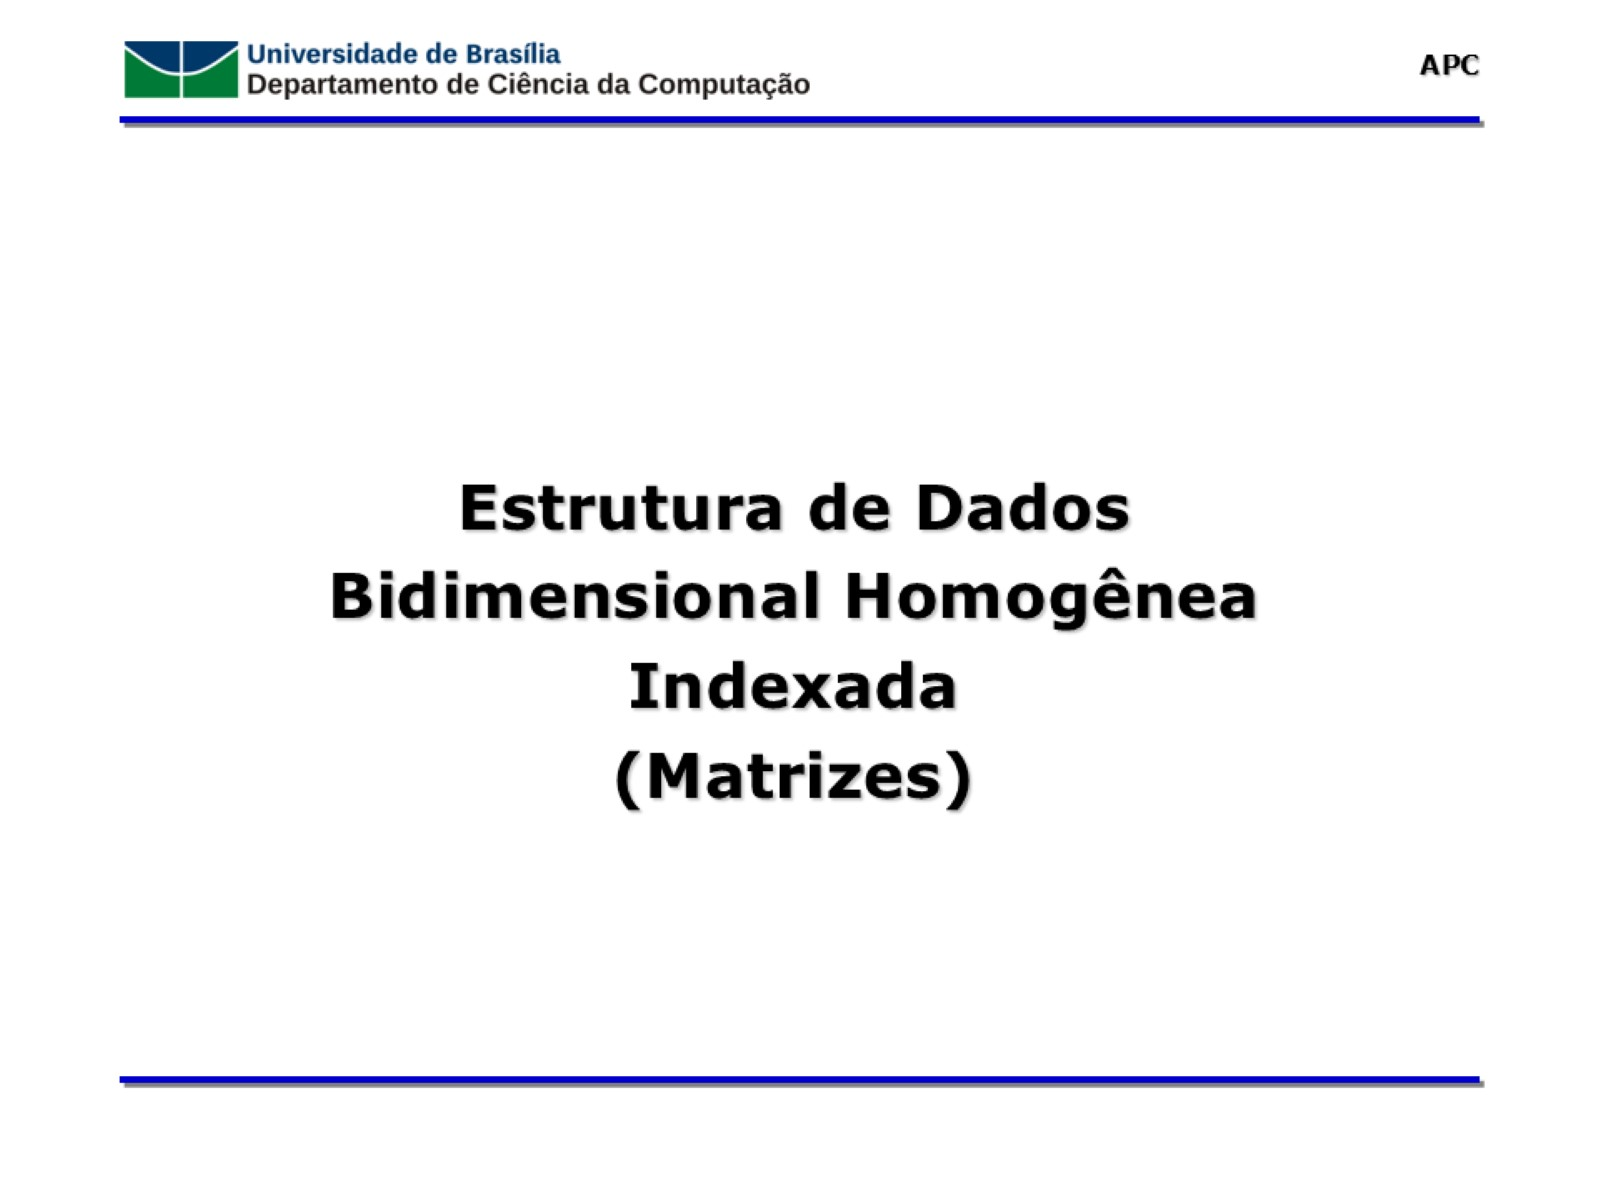 Universidade de Brasília
Departamento de Ciência da Computação
APC
Estrutura de Dados
Bidimensional Homogênea
Indexada
(Matrizes)